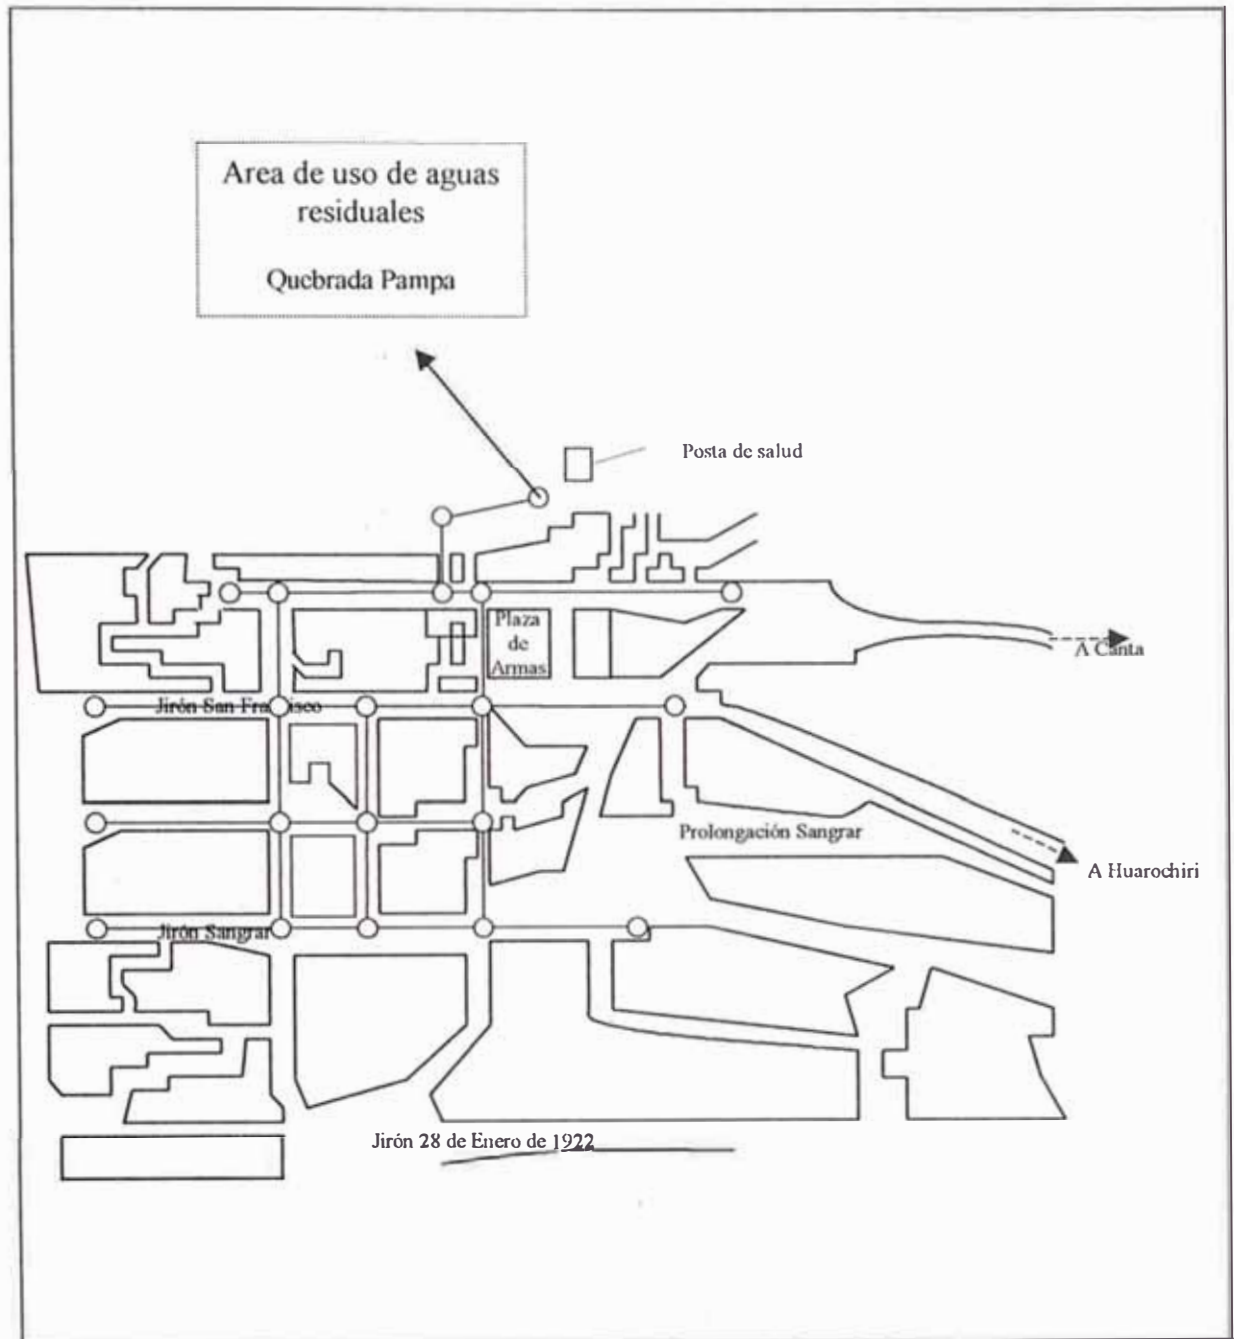 Area de uso de aguas
residuales
Quebrada Pampa
Posta de salud
Plaza
de
Armas
A Canta
Jirón San Francisco
Prolongación Sangrar
A Huarochiri
Jirón Sangrar
Jirón 28 de Enero de 1922